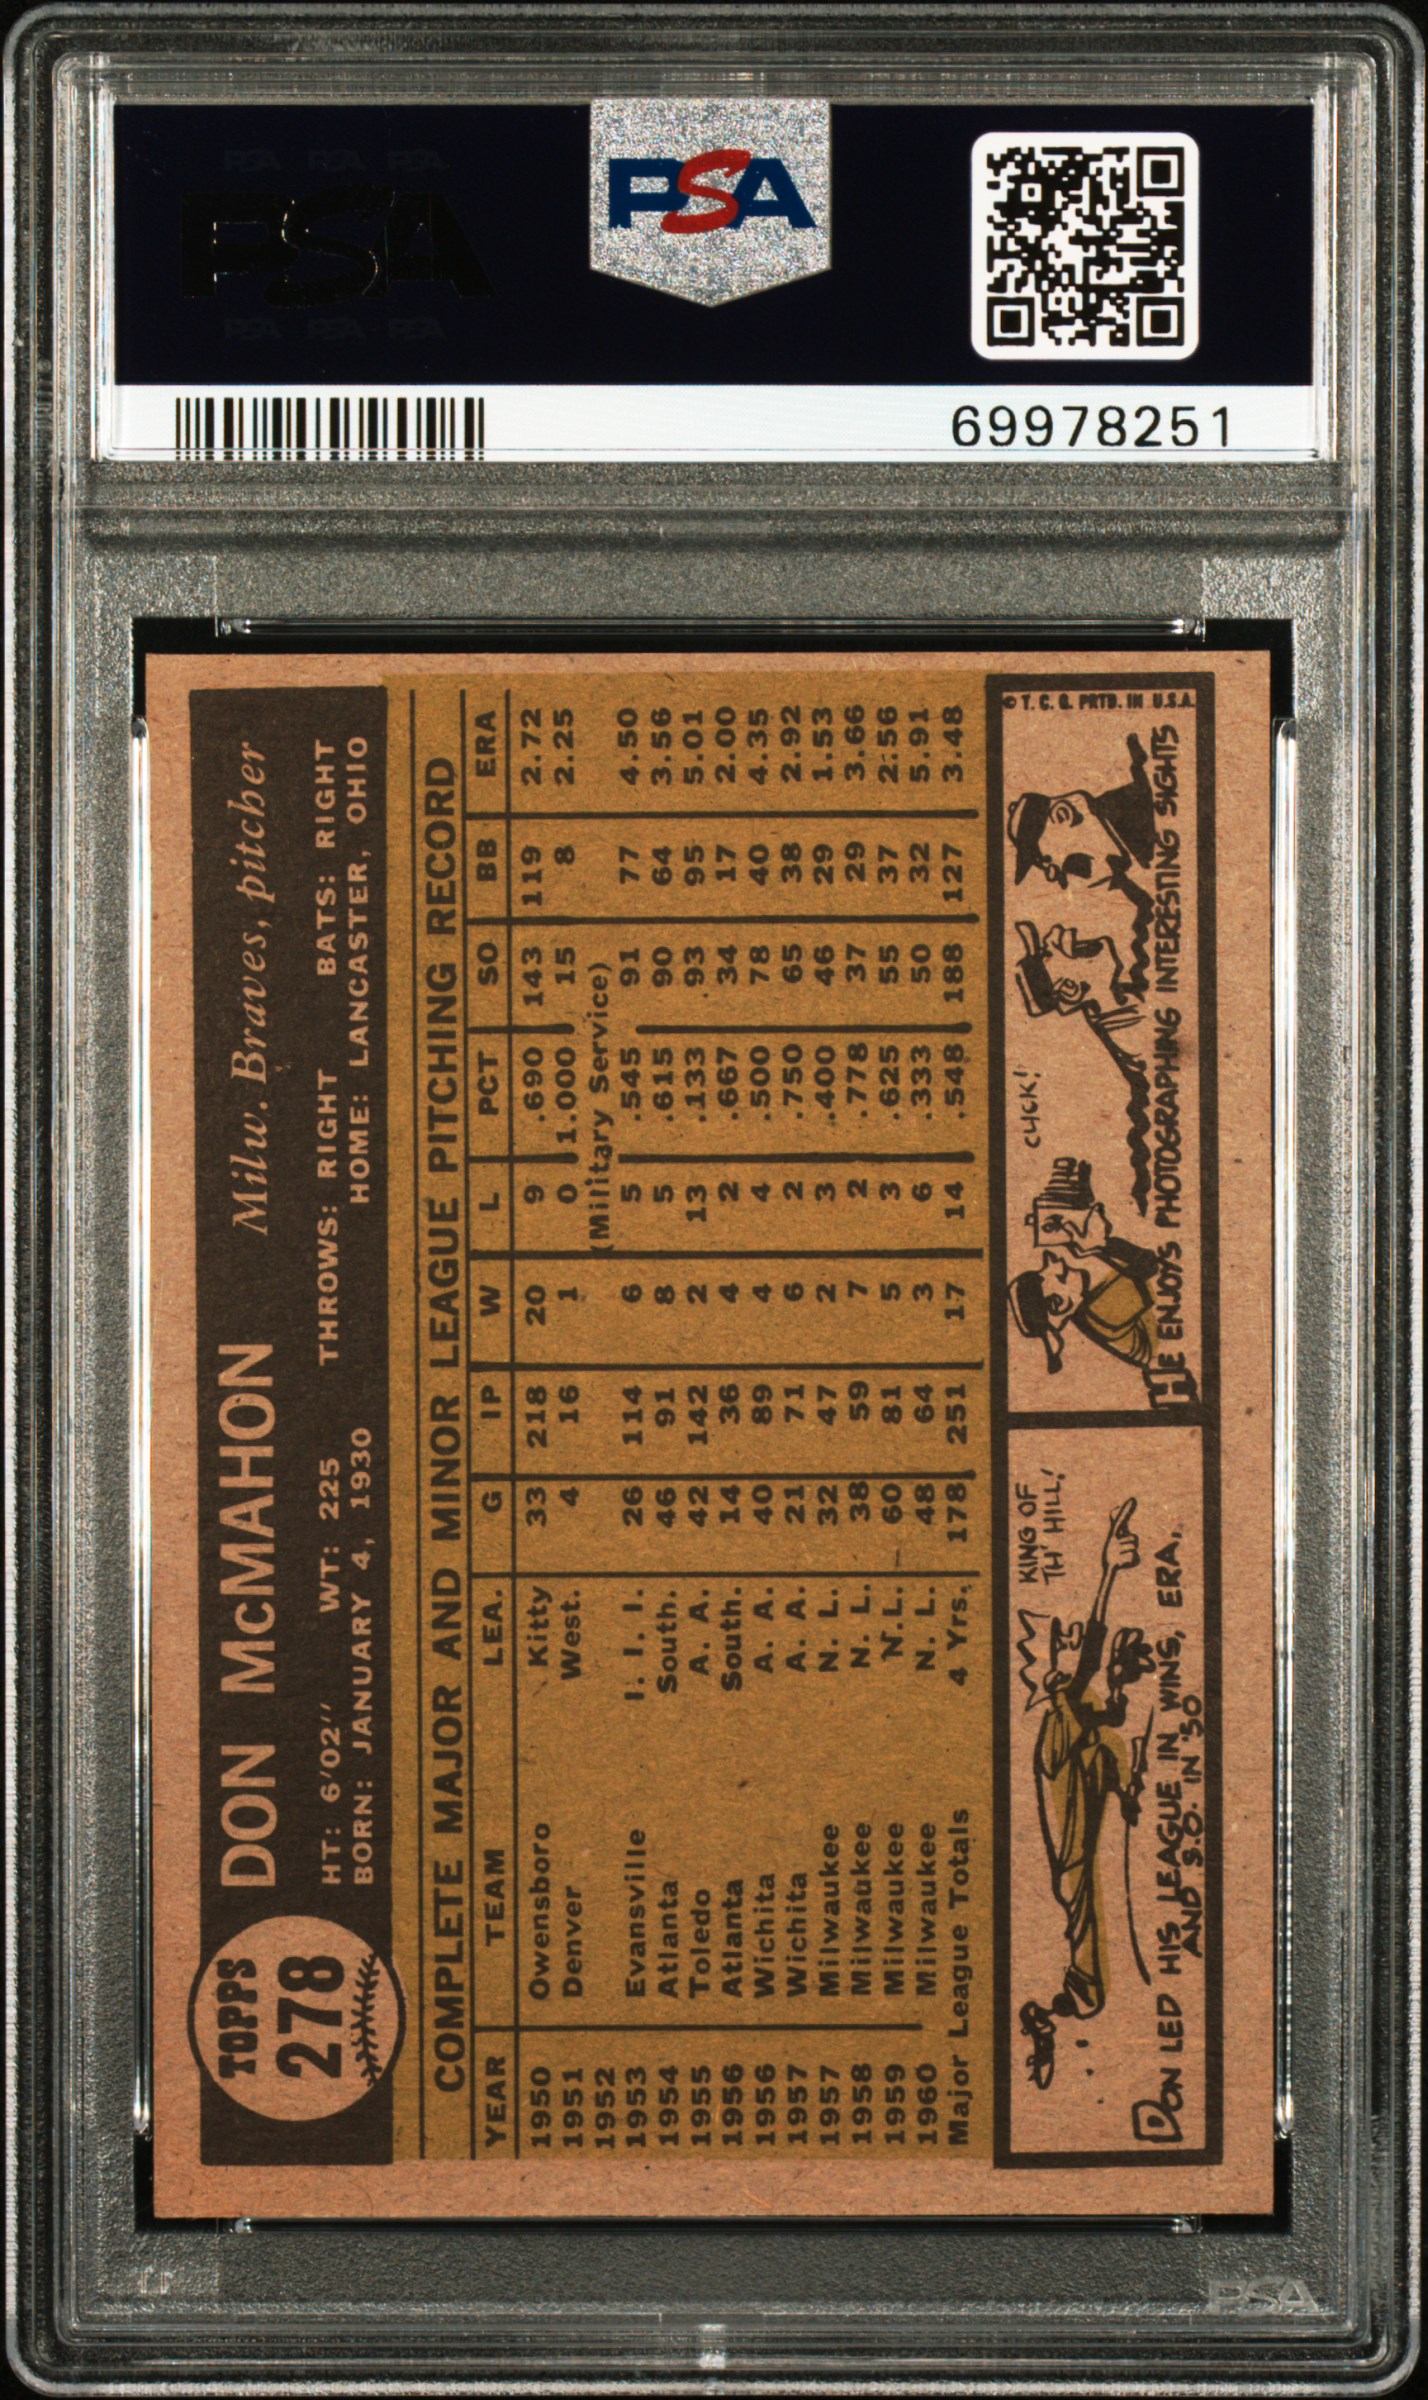 PSA PSA PSA
PSA
PSA PSA PSA
PSA
69978251
TOPPS
278
DON McMAHON
Milw. Braves, pitcher
HT: 6'02" WT: 225 THROWS: RIGHT BATS: RIGHT
BORN: JANUARY 4, 1930 HOME: LANCASTER, OHIO
COMPLETE MAJOR AND MINOR LEAGUE PITCHING RECORD
YEAR TEAM LEA. G IP W L PCT SO BB ERA
1950 Owensboro Kitty 33 218 20 9 .690 143 119 2.72
1951 Denver West. 4 16 1 0 1.000 15 8 2.25
1952 (Military Service)
1953 Evansville I. I. I. 26 114 6 5 .545 91 77 4.50
1954 Atlanta South. 46 91 8 5 .615 90 64 3.56
1955 Toledo A. A. 42 142 2 13 .133 93 95 5.01
1956 Atlanta South. 14 36 4 2 .667 34 17 2.00
1956 Wichita A. A. 40 89 4 4 .500 78 40 4.35
1957 Wichita A. A. 21 71 6 2 .750 65 38 2.92
1957 Milwaukee N. L. 32 47 2 3 .400 46 29 1.53
1958 Milwaukee N. L. 38 59 7 2 .778 37 29 3.66
1959 Milwaukee N. L. 60 81 5 3 .625 55 37 2.56
1960 Milwaukee N. L. 48 64 3 6 .333 50 32 5.91
Major League Totals 4 Yrs. 178 251 17 14 .548 188 127 3.48
KING OF
TH' HILL!
DON LED HIS LEAGUE IN WINS, ERA,
AND S.O. IN '50
CLICK!
HE ENJOYS PHOTOGRAPHING INTERESTING SIGHTS
© T. C. G. PRTD. IN U.S.A.
PSA